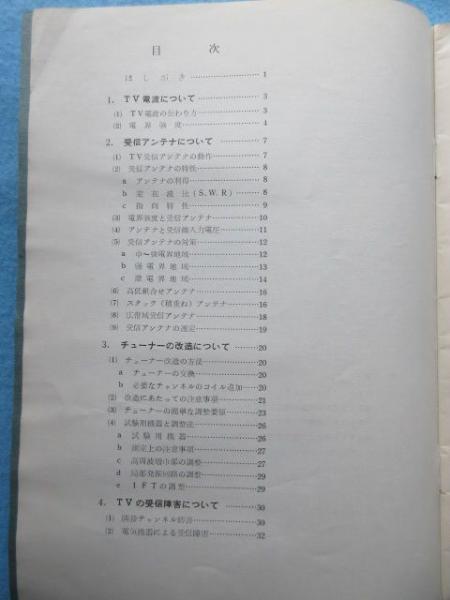 目次
はしがき 1
1. TV電波について 3
(1) TV電波の伝わり方 3
(2) 電界強度 4
2. 受信アンテナについて 7
(1) TV受信アンテナの動作 7
(2) 受信アンテナの特性 8
a アンテナの利得 8
b 定在波比(S.W.R) 8
c 指向特性 9
(3) 電界強度と受信アンテナ 10
(4) アンテナと受信機入力電圧 11
(5) 受信アンテナの対策 12
a 中〜強電界地域 12
b 弱電界地域 13
c 微電界地域 14
(6) 高低組合せアンテナ 16
(7) スタック(積重ね)アンテナ 16
(8) 広帯域受信アンテナ 18
(9) 受信アンテナの選定 19
3. チューナーの改造について 20
(1) チューナー改造の方法 20
a チューナーの交換 20
b 必要なチャンネルのコイル追加 20
(2) 改造にあたっての注意事項 21
(3) チューナーの簡単な調整要領 23
(4) 試験用機器と調整法 26
a 試験用機器 26
b 測定上の注意事項 27
c 高周波増巾部の調整 27
d 局部発振回路の調整 29
e IFTの調整 29
4. TVの受信障害について 30
(1) 隣接チャンネル妨害 30
(2) 電気機器による受信障害 32